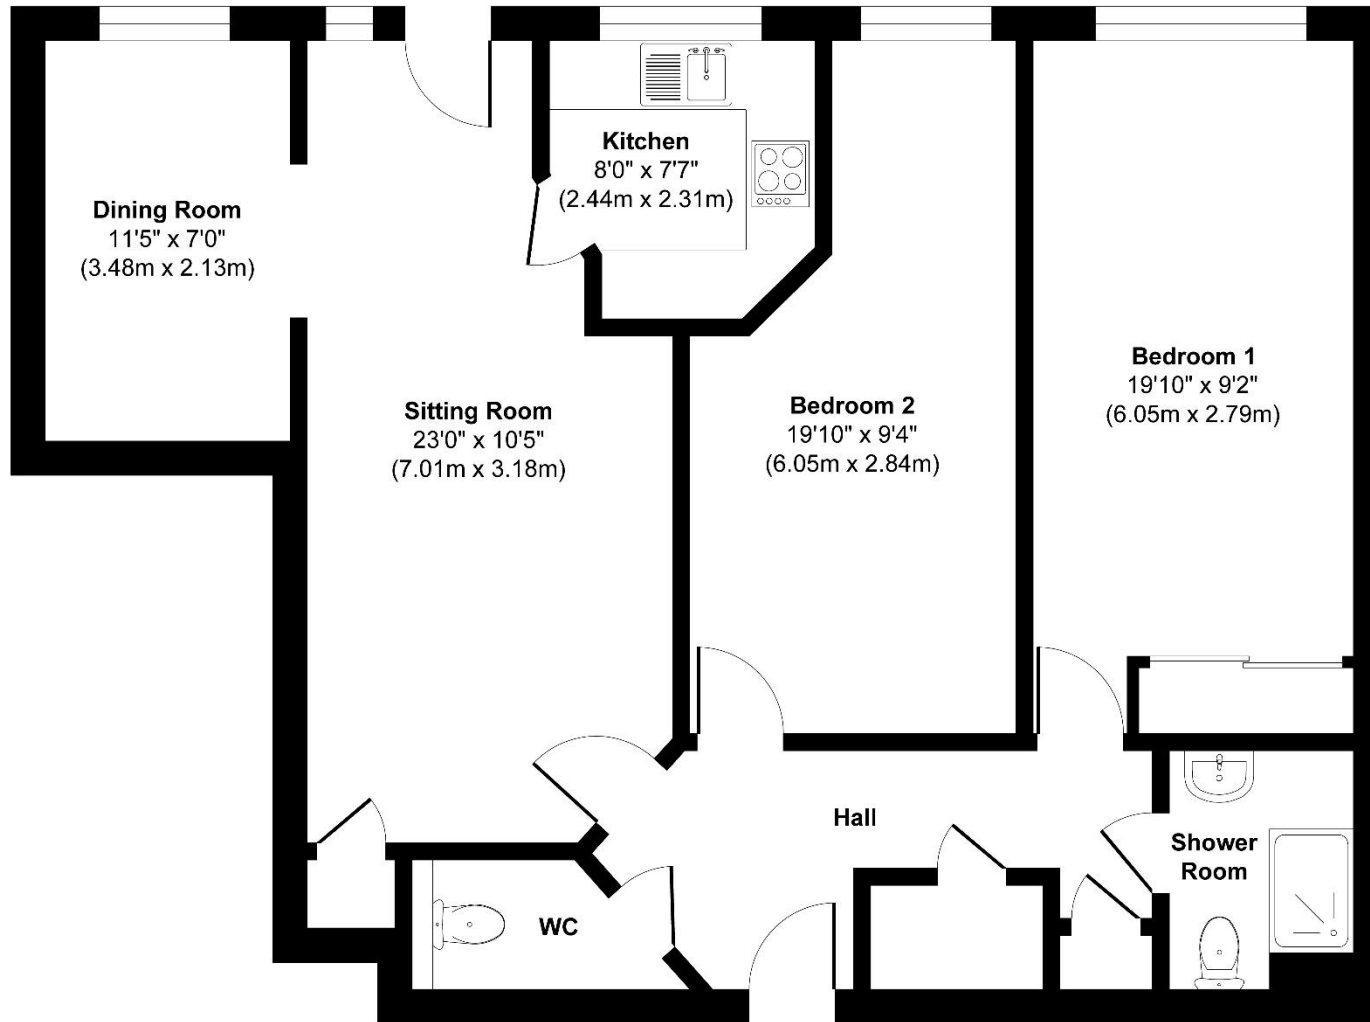 Kitchen
8'0" x 7'7"
(2.44m x 2.31m)
Dining Room
11'5" x 7'0"
(3.48m x 2.13m)
Sitting Room
23'0" x 10'5"
(7.01m x 3.18m)
Bedroom 2
19'10" x 9'4"
(6.05m x 2.84m)
Bedroom 1
19'10" x 9'2"
(6.05m x 2.79m)
Hall
Shower
Room
WC